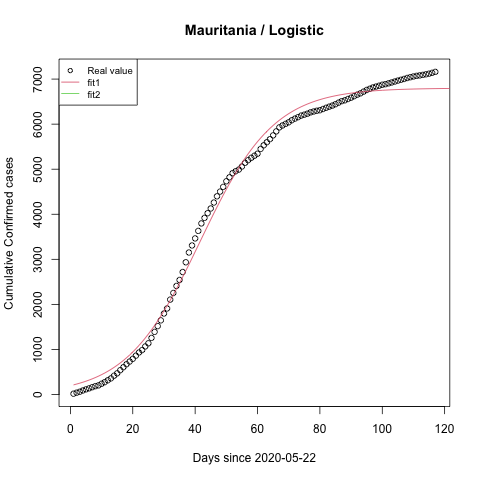 Mauritania / Logistic
Real value
fit1
fit2
Cumulative Confirmed cases
7000
6000
5000
4000
3000
2000
1000
0
0 20 40 60 80 100 120
Days since 2020-05-22